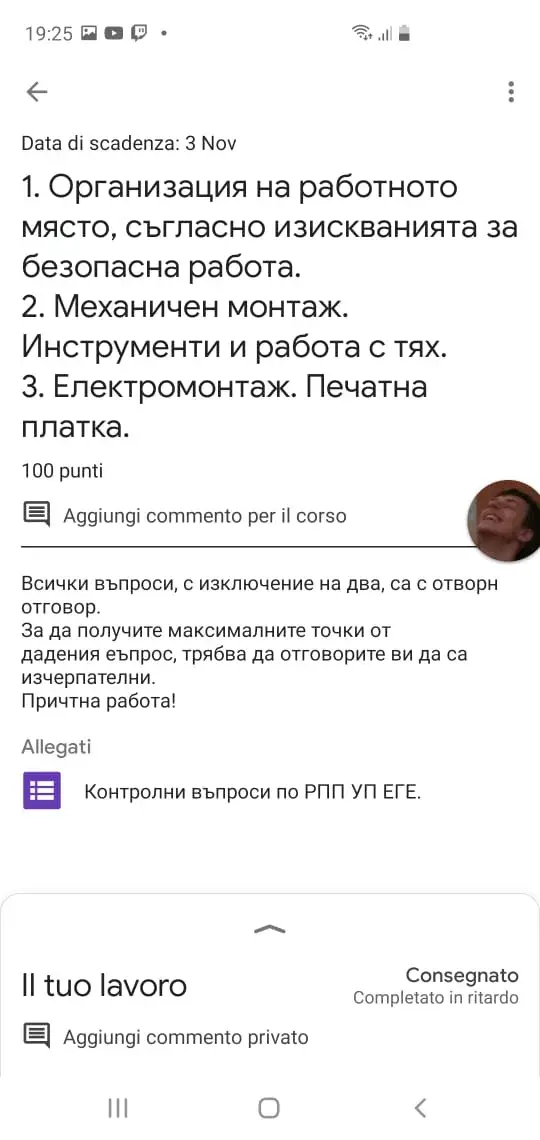 19:25
Data di scadenza: 3 Nov
1. Организация на работното
място, съгласно изискванията за
безопасна работа.
2. Механичен монтаж.
Инструменти и работа с тях.
3. Електромонтаж. Печатна
платка.
100 punti
Aggiungi commento per il corso
Всички въпроси, с изключение на два, са с отворн
отговор.
За да получите максималните точки от
дадения еъпрос, трябва да отговорите ви да са
изчерпателни.
Причтна работа!
Allegati
Контролни въпроси по РПП УП ЕГЕ.
Il tuo lavoro
Consegnato
Completato in ritardo
Aggiungi commento privato